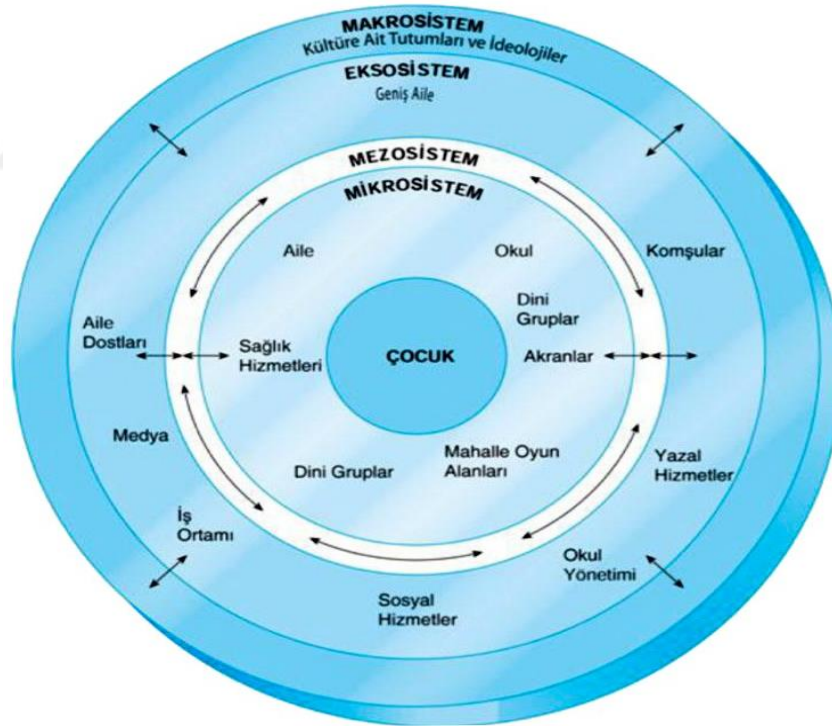 MAKROSİSTEM
Kültüre Ait Tutumları ve İdeolojiler
EKSOSİSTEM
Geniş Aile
MEZOSİSTEM
MİKROSİSTEM
Aile
Okul
Komşular
Dini
Gruplar
Aile
Dostları
Sağlık
Hizmetleri
ÇOCUK
Akranlar
Medya
Dini Gruplar
Mahalle Oyun
Alanları
Yazal
Hizmetler
İş
Ortamı
Okul
Yönetimi
Sosyal
Hizmetler